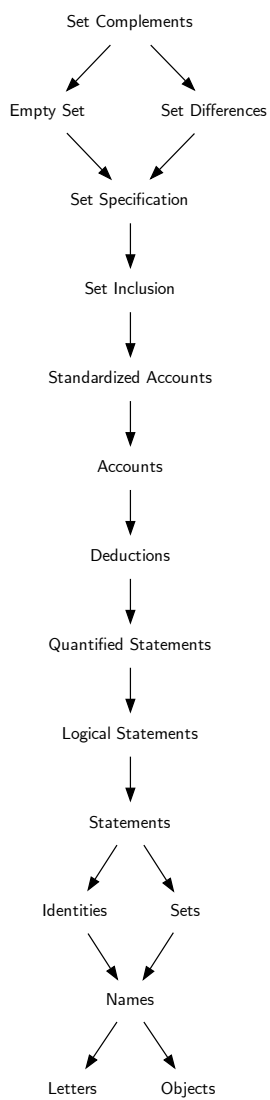 Set Complements
Empty Set
Set Differences
Set Specification
Set Inclusion
Standardized Accounts
Accounts
Deductions
Quantified Statements
Logical Statements
Statements
Identities
Sets
Names
Letters
Objects